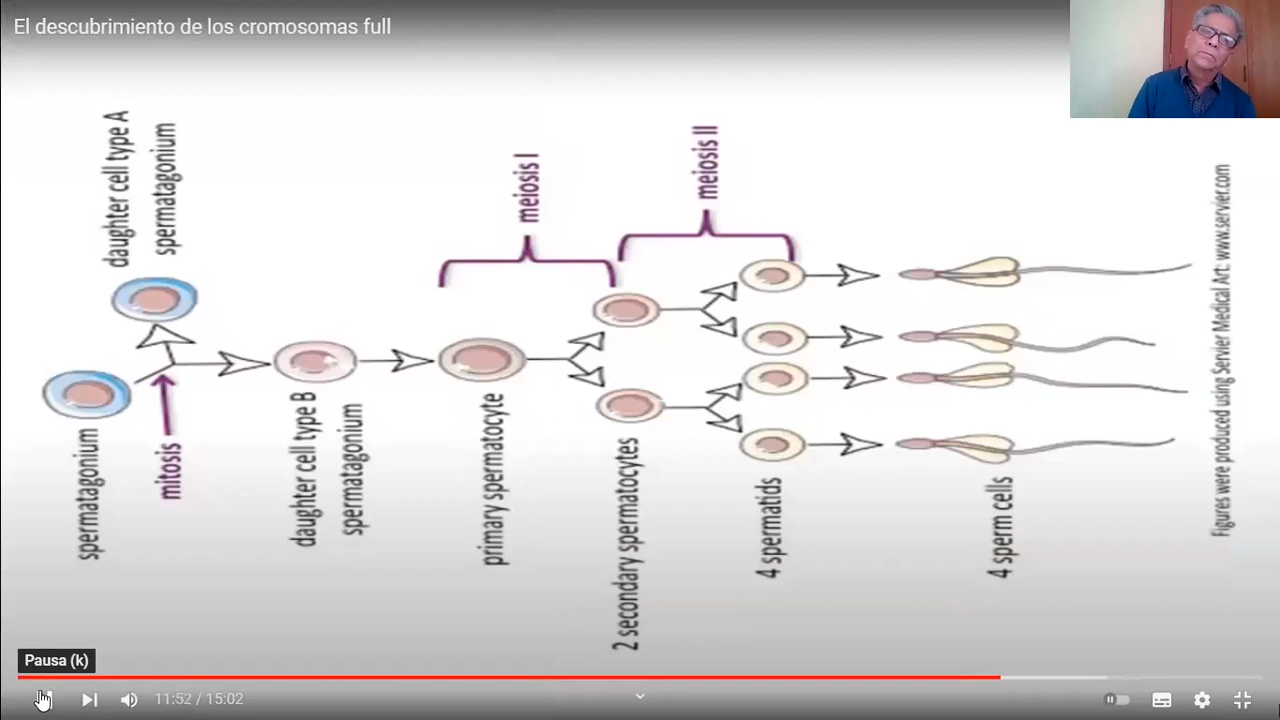 El descubrimiento de los cromosomas full
daughter cell type A
spermatagonium
meiosis I
meiosis II
spermatagonium
mitosis
daughter cell type B
spermatagonium
primary spermatocyte
2 secondary spermatocytes
4 spermatids
4 sperm cells
Figures were produced using Servier Medical Art: www.servier.com
Pausa (k)
11:52 / 15:02